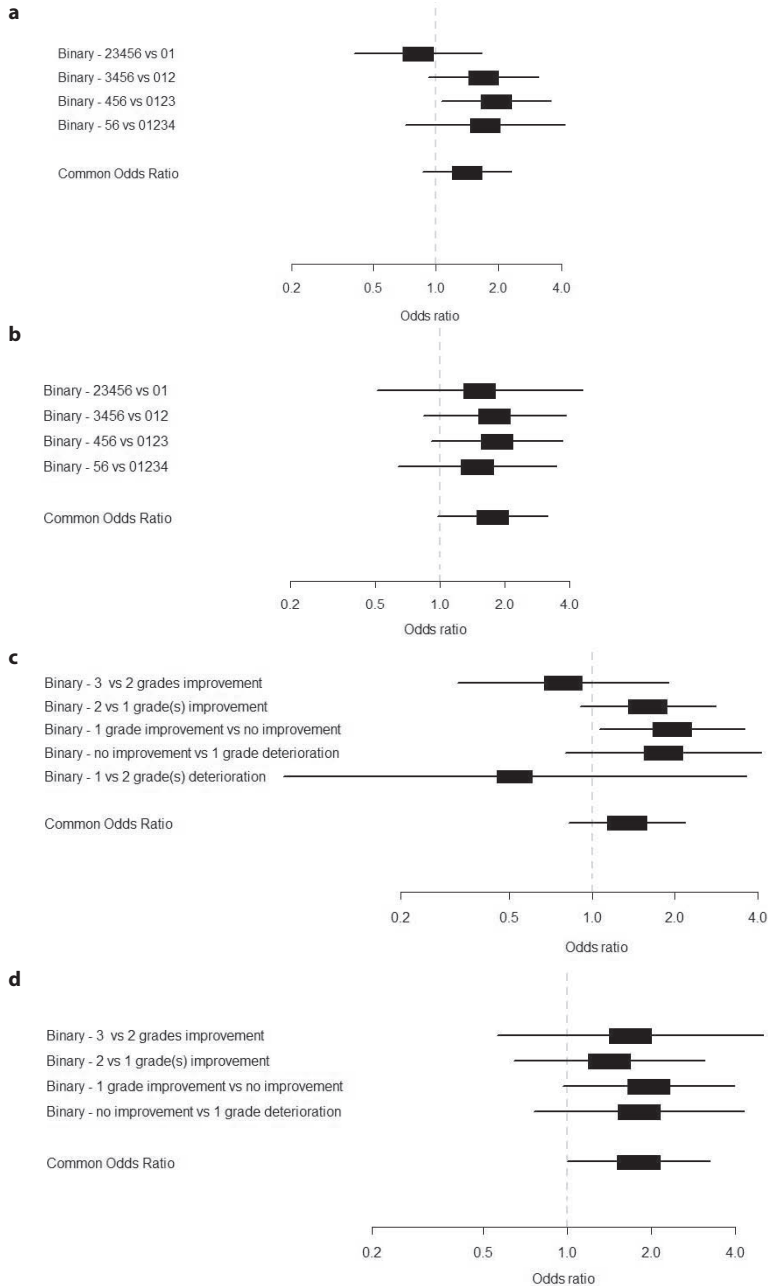 a
Binary - 23456 vs 01
Binary - 3456 vs 012
Binary - 456 vs 0123
Binary - 56 vs 01234
Common Odds Ratio
0.2 0.5 1.0 2.0 4.0
Odds ratio
b
Binary - 23456 vs 01
Binary - 3456 vs 012
Binary - 456 vs 0123
Binary - 56 vs 01234
Common Odds Ratio
0.2 0.5 1.0 2.0 4.0
Odds ratio
c
Binary - 3 vs 2 grades improvement
Binary - 2 vs 1 grade(s) improvement
Binary - 1 grade improvement vs no improvement
Binary - no improvement vs 1 grade deterioration
Binary - 1 vs 2 grade(s) deterioration
Common Odds Ratio
0.2 0.5 1.0 2.0 4.0
Odds ratio
d
Binary - 3 vs 2 grades improvement
Binary - 2 vs 1 grade(s) improvement
Binary - 1 grade improvement vs no improvement
Binary - no improvement vs 1 grade deterioration
Common Odds Ratio
0.2 0.5 1.0 2.0 4.0
Odds ratio